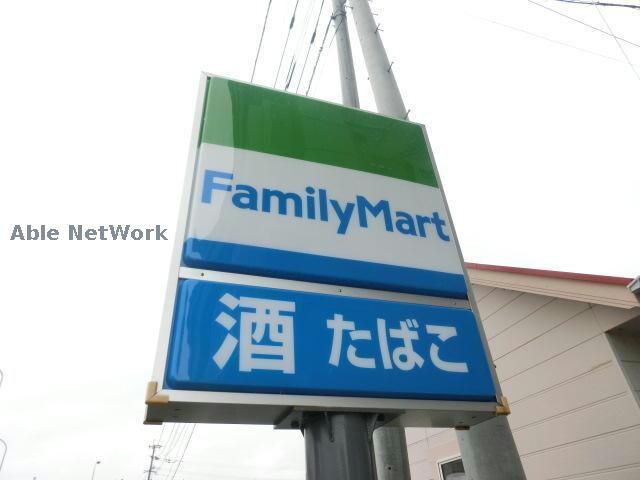 FamilyMart
Able NetWork
酒 たばこ